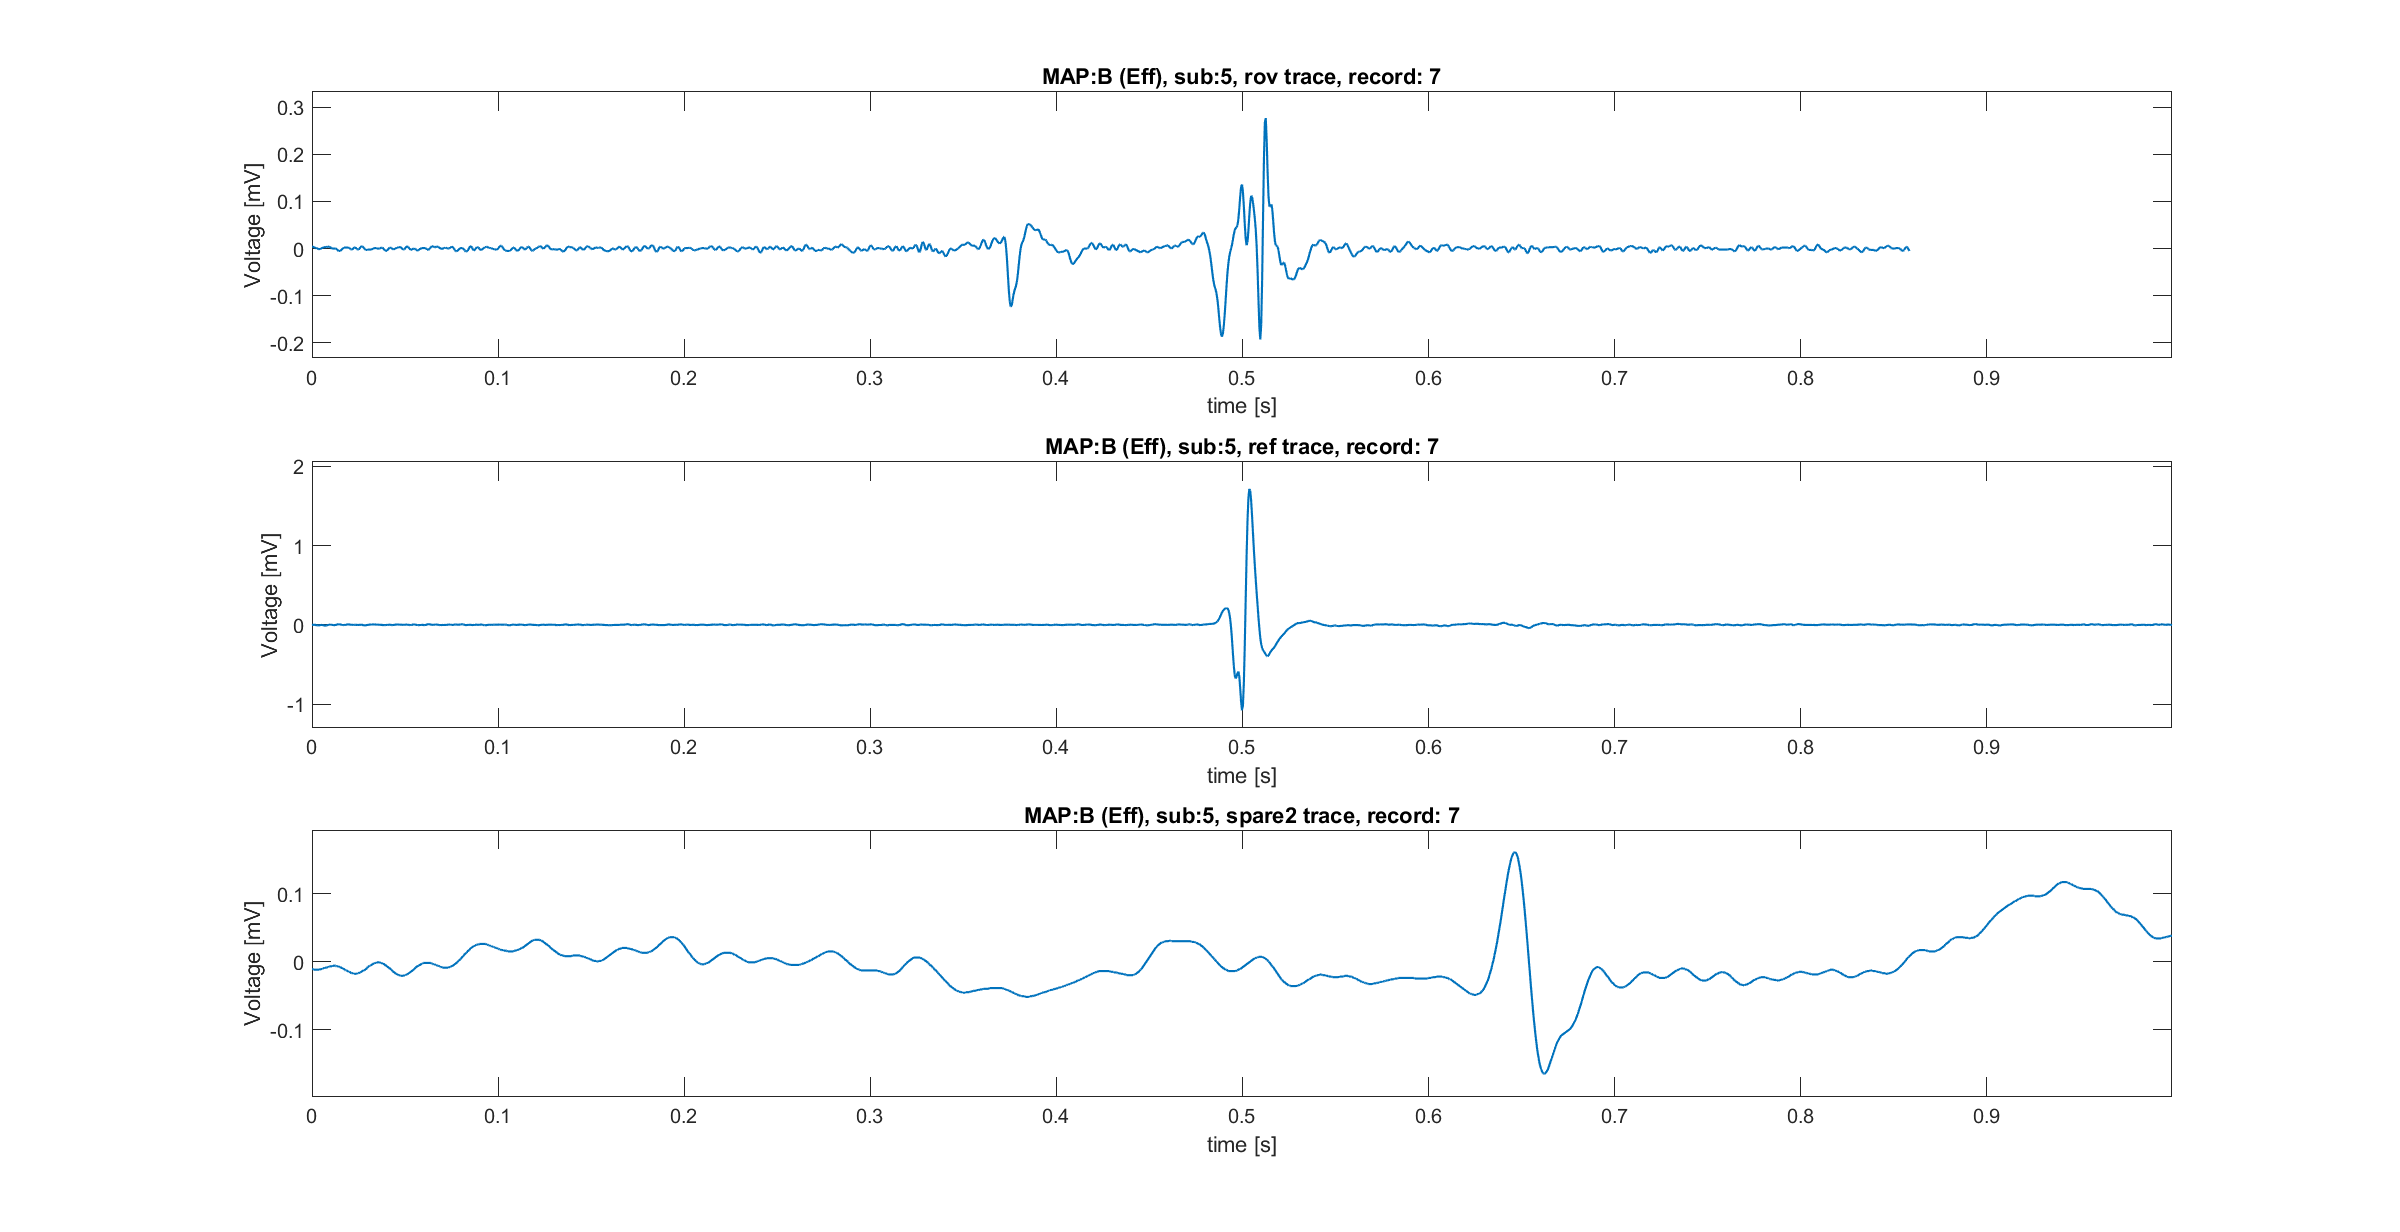 MAP:B (Eff), sub:5, rov trace, record: 7
Voltage [mV]
0.3
0.2
0.1
0
-0.1
-0.2
0 0.1 0.2 0.3 0.4 0.5 0.6 0.7 0.8 0.9
time [s]
MAP:B (Eff), sub:5, ref trace, record: 7
Voltage [mV]
2
1
0
-1
0 0.1 0.2 0.3 0.4 0.5 0.6 0.7 0.8 0.9
time [s]
MAP:B (Eff), sub:5, spare2 trace, record: 7
Voltage [mV]
0.1
0
-0.1
0 0.1 0.2 0.3 0.4 0.5 0.6 0.7 0.8 0.9
time [s]